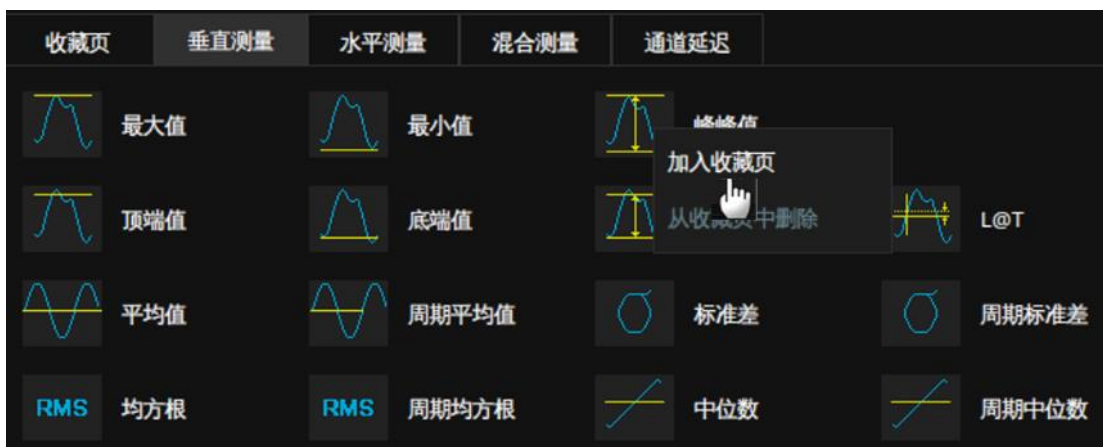 收藏页 垂直测量 水平测量 混合测量 通道延迟
最大值 最小值 峰峰值
加入收藏页
顶端值 底端值 从收藏页中删除 L@T
平均值 周期平均值 标准差 周期标准差
RMS 均方根 RMS 周期均方根 中位数 周期中位数